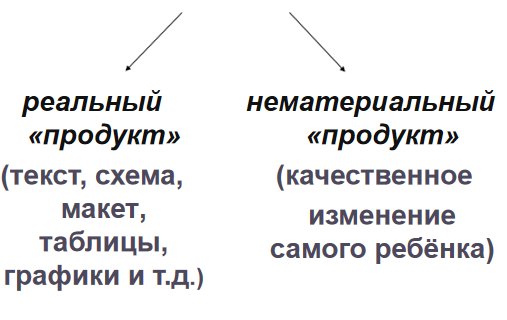 реальный
«продукт»
(текст, схема,
макет,
таблицы,
графики и т.д.)
нематериальный
«продукт»
(качественное
изменение
самого ребёнка)